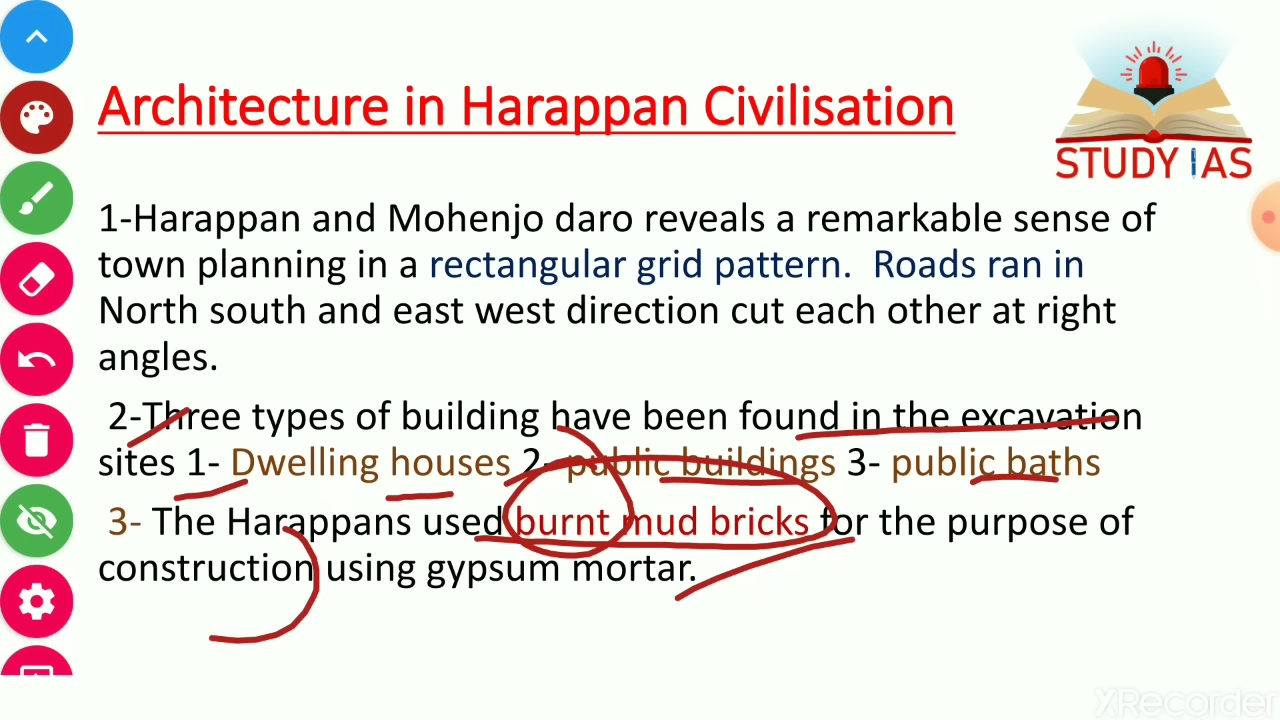 Architecture in Harappan Civilisation
STUDY IAS
1-Harappan and Mohenjo daro reveals a remarkable sense of
town planning in a rectangular grid pattern.  Roads ran in
North south and east west direction cut each other at right
angles.
2-Three types of building have been found in the excavation
sites 1- Dwelling houses 2- public buildings 3- public baths
3- The Harappans used burnt mud bricks for the purpose of
construction using gypsum mortar.
XRecorder